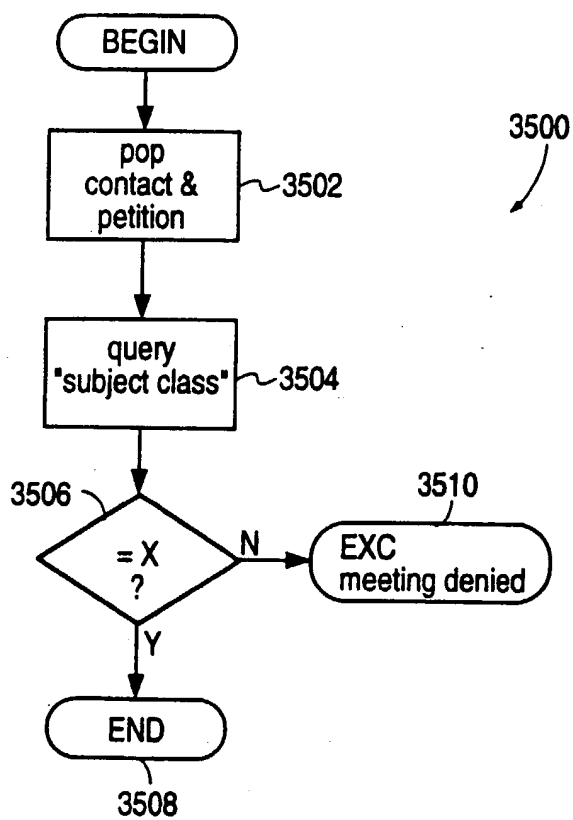 BEGIN
3500
pop
contact &
petition
3502
query
"subject class"
3504
3506
= X
?
N
Y
3510
EXC
meeting denied
END
3508